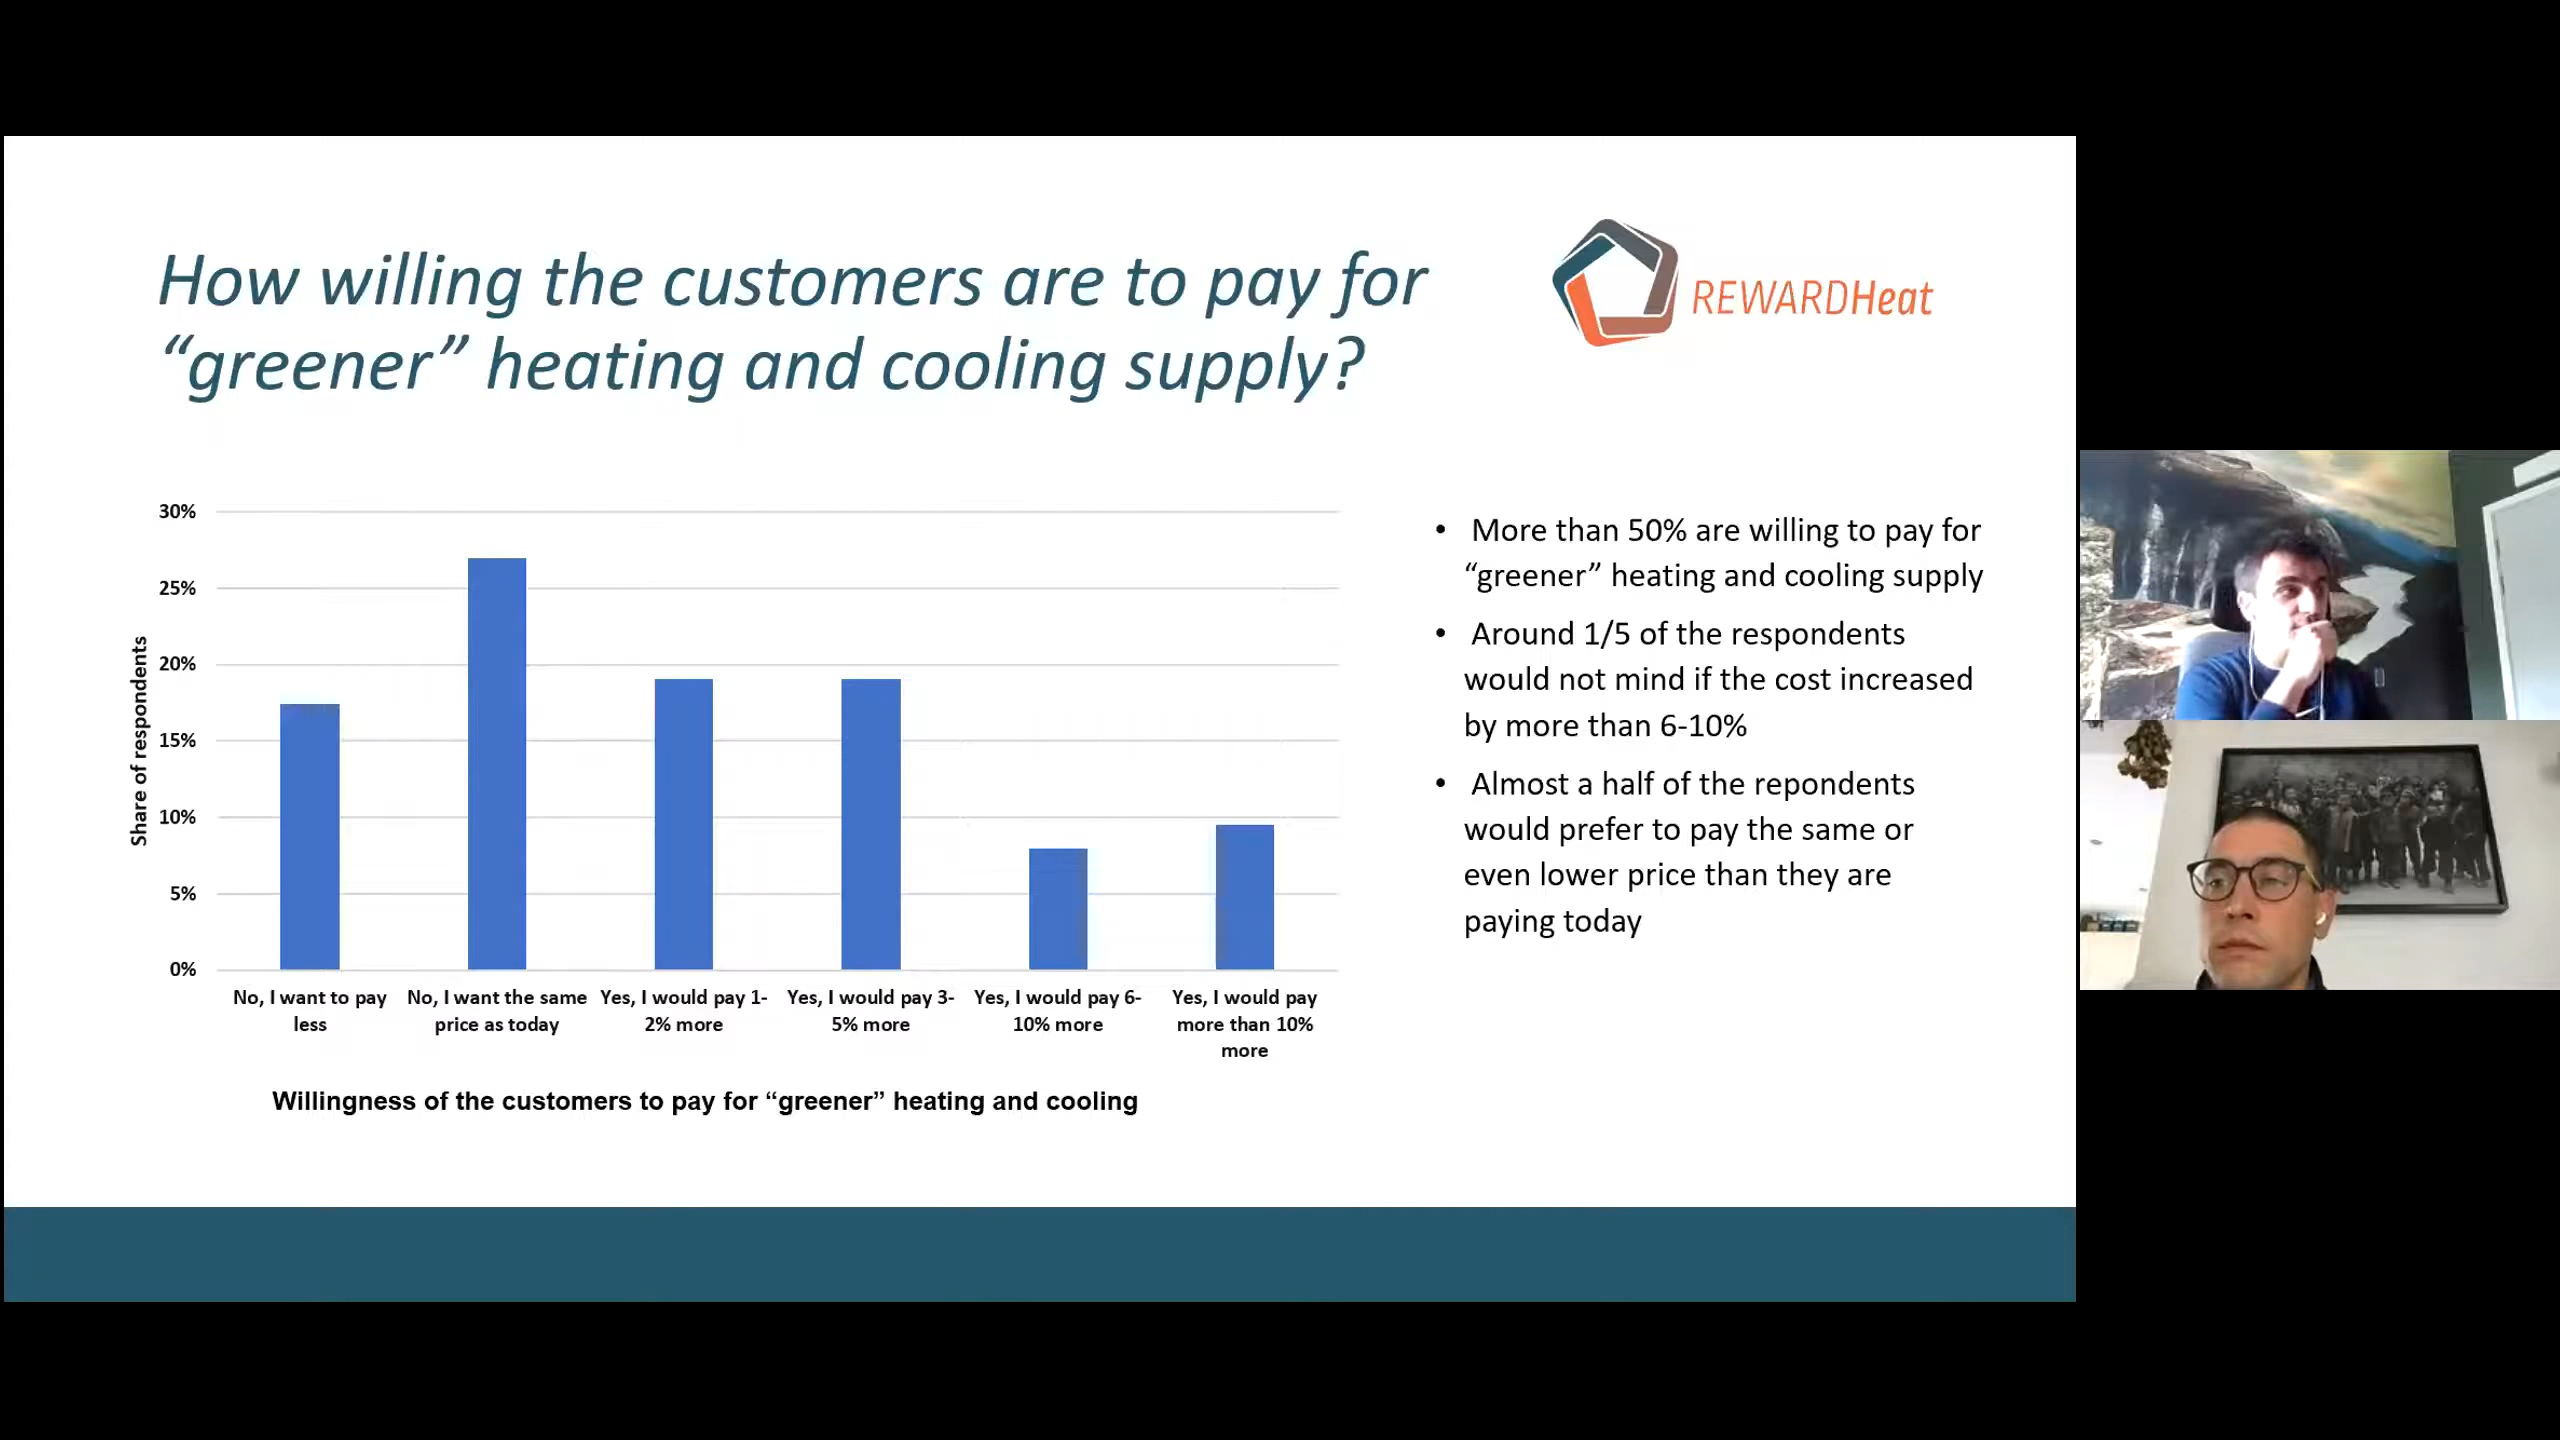 How willing the customers are to pay for
“greener” heating and cooling supply?
REWARDHeat
Share of respondents
30%
25%
20%
15%
10%
5%
0%
No, I want to pay
less
No, I want the same
price as today
Yes, I would pay 1-
2% more
Yes, I would pay 3-
5% more
Yes, I would pay 6-
10% more
Yes, I would pay
more than 10%
more
Willingness of the customers to pay for “greener” heating and cooling
• More than 50% are willing to pay for
“greener” heating and cooling supply
• Around 1/5 of the respondents
would not mind if the cost increased
by more than 6-10%
• Almost a half of the repondents
would prefer to pay the same or
even lower price than they are
paying today